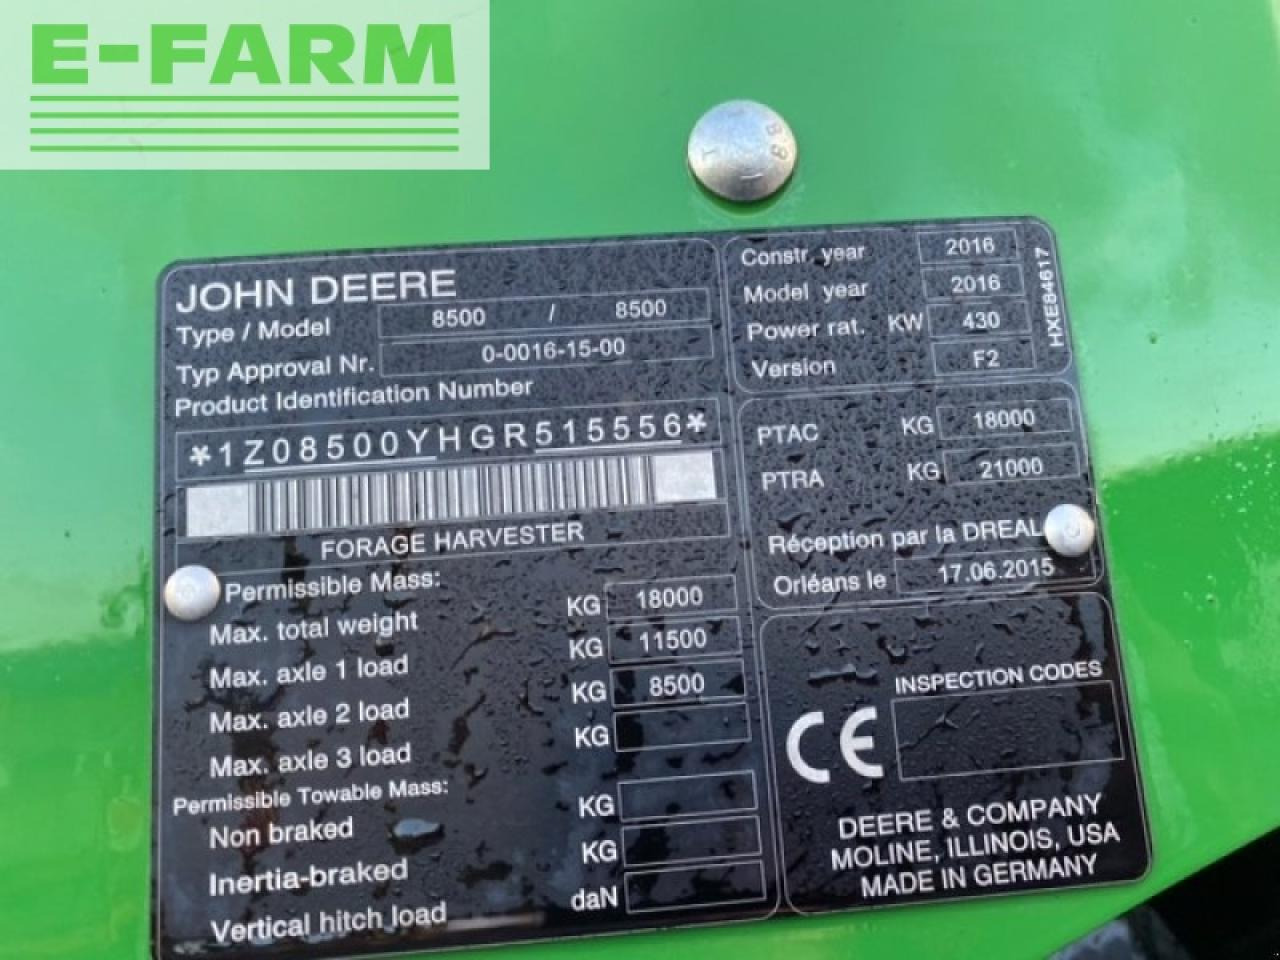 E-FARM
JOHN DEERE
Type / Model 8500 / 8500
Typ Approval Nr. 0-0016-15-00
Product Identification Number
*1Z08500YHGR515556*
FORAGE HARVESTER
Permissible Mass:
Max. total weight KG 18000
Max. axle 1 load KG 11500
Max. axle 2 load KG 8500
Max. axle 3 load KG
Permissible Towable Mass:
Non braked KG
Inertia-braked KG
Vertical hitch load daN
Constr. year 2016
Model year 2016
Power rat. KW 430
Version F2
HXE84617
PTAC KG 18000
PTRA KG 21000
Réception par la DREAL
Orléans le 17.06.2015
INSPECTION CODES
CE
DEERE & COMPANY
MOLINE, ILLINOIS, USA
MADE IN GERMANY